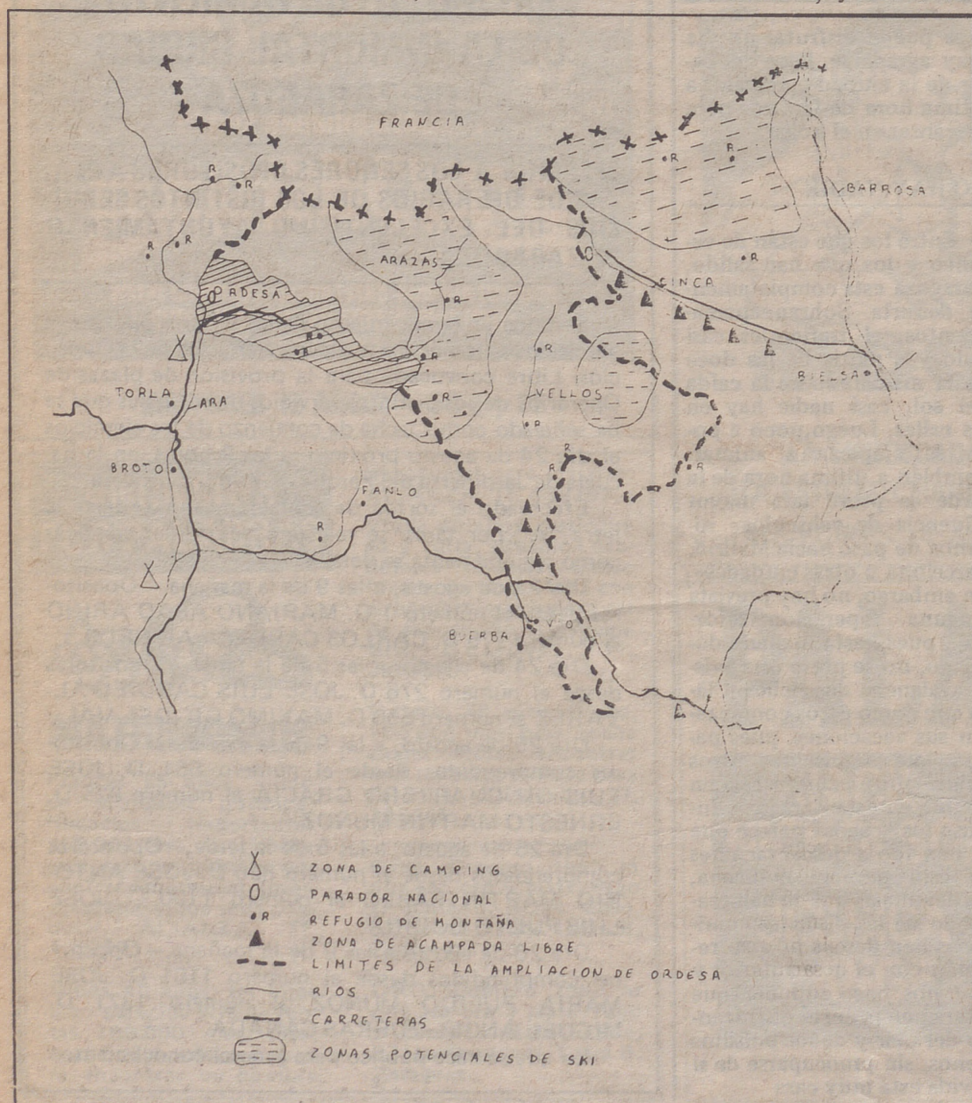 FRANCIA
R
R
R
R
R
R
BARROSA
ARAZAS
R
R
R
ORDESA
CINCA
R
R
R
R
VELLOS
BIELSA
TORLA
ARA
R
R
R
R
R
BROTO
FANLO
R
BUERBA
VIO
ZONA DE CAMPING
O PARADOR NACIONAL
R REFUGIO DE MONTAÑA
ZONA DE ACAMPADA LIBRE
LIMITES DE LA AMPLIACION DE ORDESA
RIOS
CARRETERAS
ZONAS POTENCIALES DE SKI